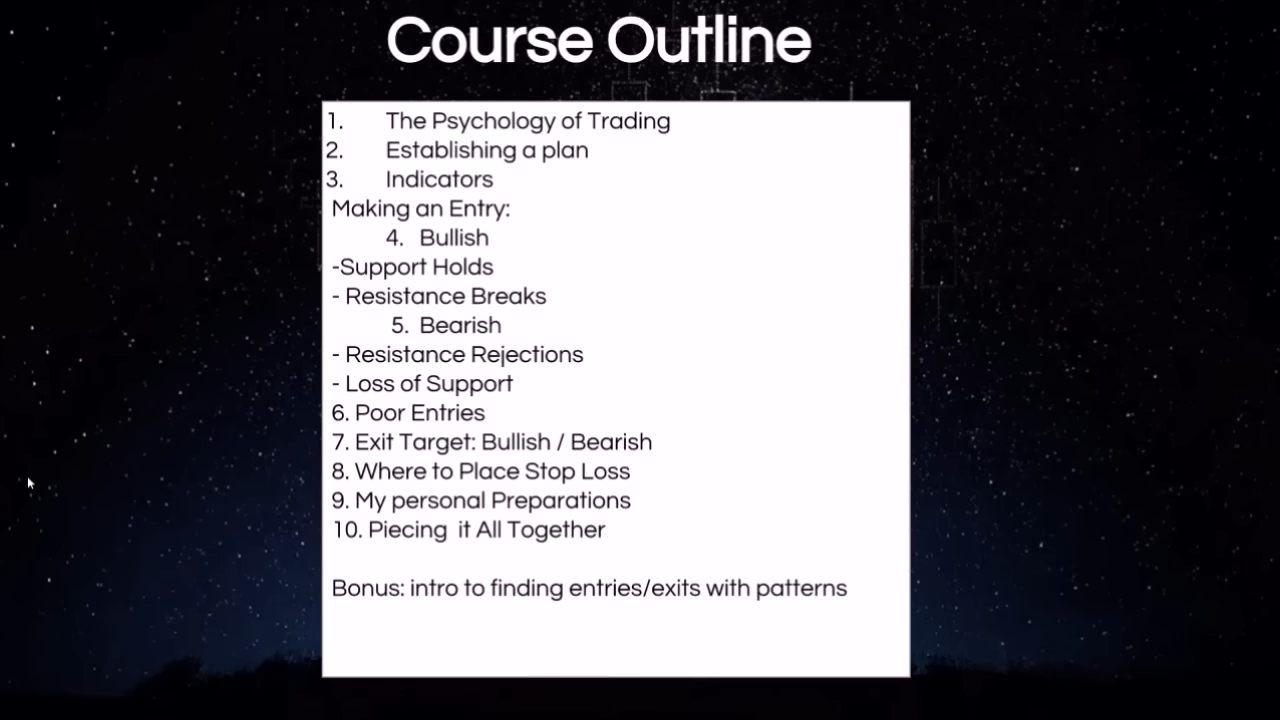 Course Outline
1. The Psychology of Trading
2. Establishing a plan
3. Indicators
Making an Entry:
4. Bullish
-Support Holds
- Resistance Breaks
5. Bearish
- Resistance Rejections
- Loss of Support
6. Poor Entries
7. Exit Target: Bullish / Bearish
8. Where to Place Stop Loss
9. My personal Preparations
10. Piecing  it All Together
Bonus: intro to finding entries/exits with patterns